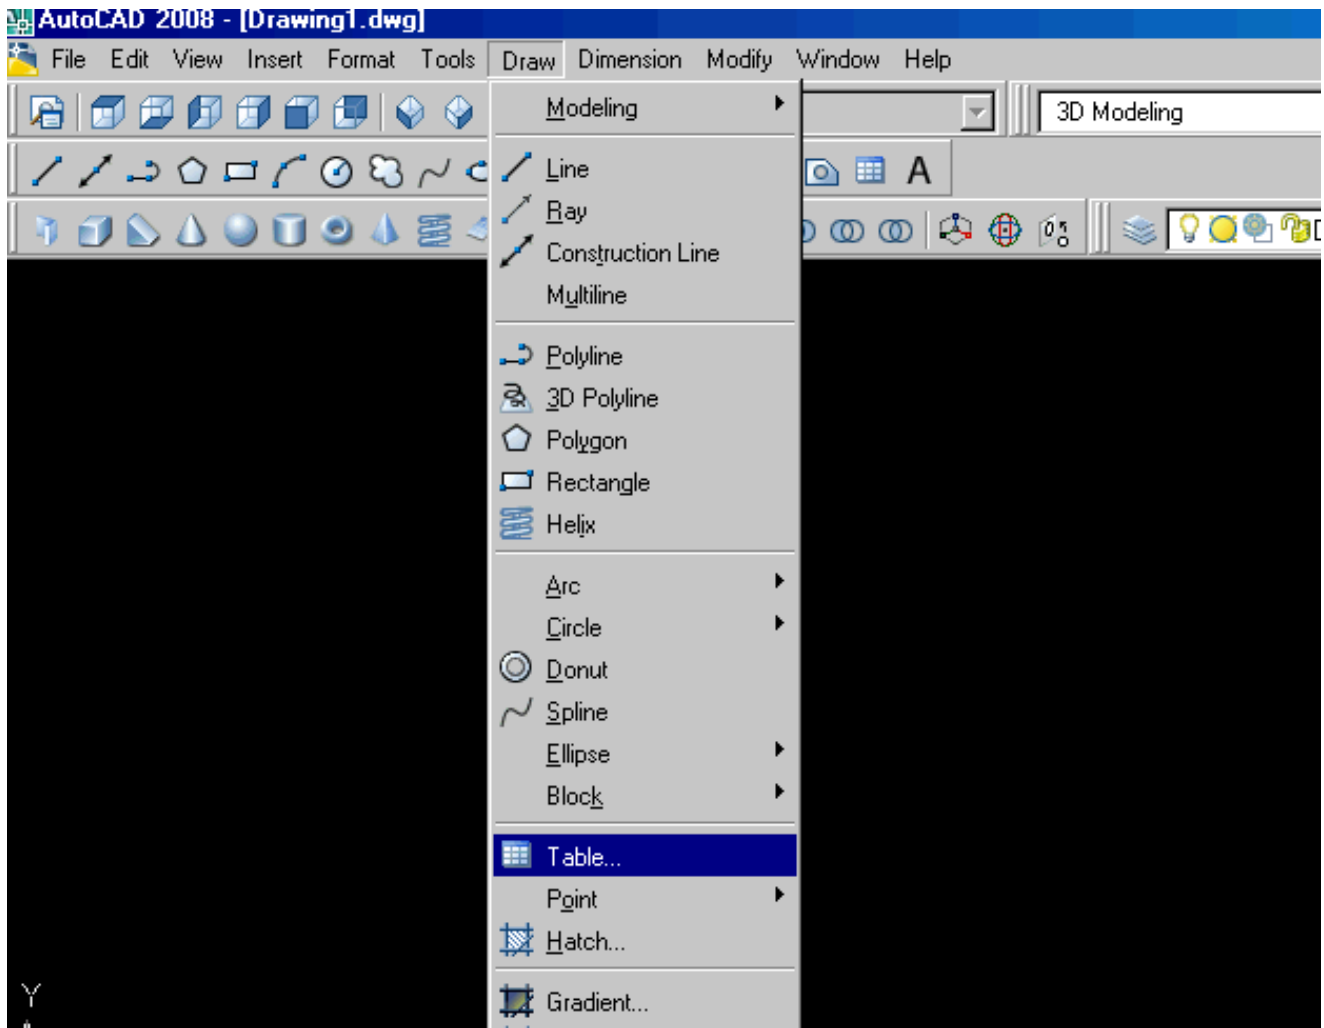 AutoCAD 2008 - [Drawing1.dwg]
File Edit View Insert Format Tools Draw Dimension Modify Window Help
Modeling
3D Modeling
A
Line
Ray
Construction Line
Multiline
Polyline
3D Polyline
Polygon
Rectangle
Helix
Arc
Circle
Donut
Spline
Ellipse
Block
Table...
Point
Hatch...
Gradient...
Y